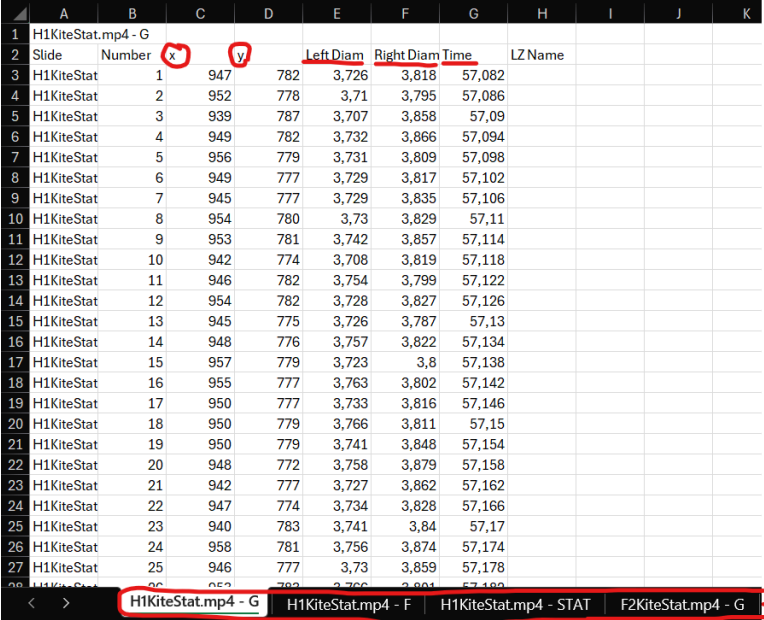 A B C D E F G H I J K
1 H1KiteStat.mp4 - G
2 Slide Number x y Left Diam Right Diam Time LZ Name
3 H1KiteStat 1 947 782 3,726 3,818 57,082
4 H1KiteStat 2 952 778 3,71 3,795 57,086
5 H1KiteStat 3 939 787 3,707 3,858 57,09
6 H1KiteStat 4 949 782 3,732 3,866 57,094
7 H1KiteStat 5 956 779 3,731 3,809 57,098
8 H1KiteStat 6 949 777 3,729 3,817 57,102
9 H1KiteStat 7 945 777 3,729 3,835 57,106
10 H1KiteStat 8 954 780 3,73 3,829 57,11
11 H1KiteStat 9 953 781 3,742 3,857 57,114
12 H1KiteStat 10 942 774 3,708 3,819 57,118
13 H1KiteStat 11 946 782 3,754 3,799 57,122
14 H1KiteStat 12 954 782 3,728 3,827 57,126
15 H1KiteStat 13 945 775 3,726 3,787 57,13
16 H1KiteStat 14 948 776 3,757 3,822 57,134
17 H1KiteStat 15 957 779 3,723 3,8 57,138
18 H1KiteStat 16 955 777 3,763 3,802 57,142
19 H1KiteStat 17 950 777 3,733 3,816 57,146
20 H1KiteStat 18 950 779 3,766 3,811 57,15
21 H1KiteStat 19 950 779 3,741 3,848 57,154
22 H1KiteStat 20 948 772 3,758 3,879 57,158
23 H1KiteStat 21 942 777 3,727 3,862 57,162
24 H1KiteStat 22 947 774 3,734 3,828 57,166
25 H1KiteStat 23 940 783 3,741 3,84 57,17
26 H1KiteStat 24 958 781 3,756 3,874 57,174
27 H1KiteStat 25 946 777 3,73 3,859 57,178
H1KiteStat.mp4 - G H1KiteStat.mp4 - F H1KiteStat.mp4 - STAT F2KiteStat.mp4 - G